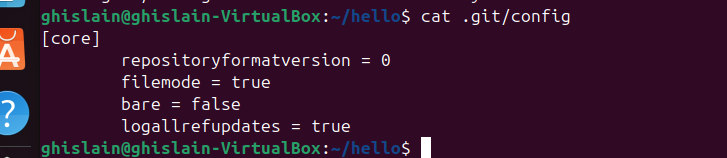 ghislain@ghislain-VirtualBox:~/hello$ cat .git/config
[core]
        repositoryformatversion = 0
        filemode = true
        bare = false
        logallrefupdates = true
ghislain@ghislain-VirtualBox:~/hello$